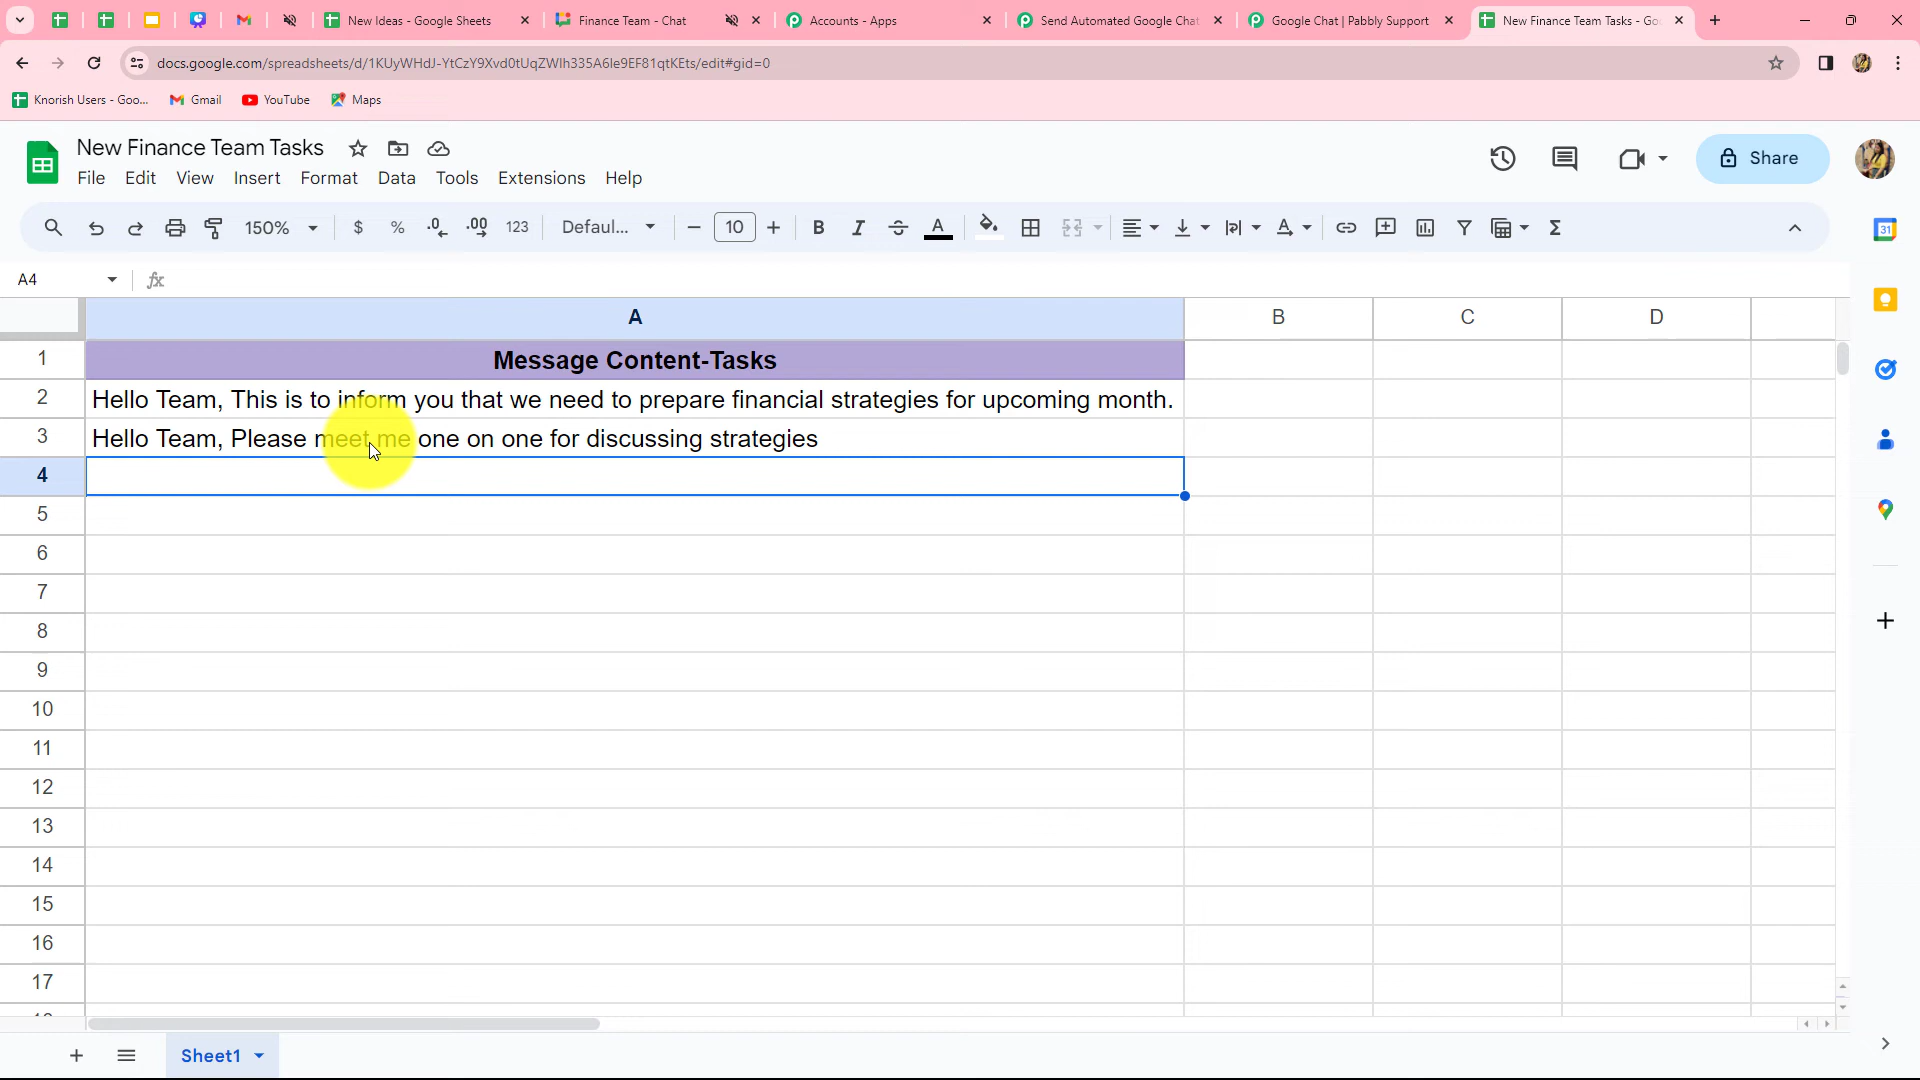 New Ideas - Google Sheets
Finance Team - Chat
Accounts - Apps
Send Automated Google Chat
Google Chat | Pabbly Support
New Finance Team Tasks - Goo
docs.google.com/spreadsheets/d/1KUyWHdJ-YtCzY9Xvd0tUqZWlh335A6Ie9EF81qtKEts/edit#gid=0
Knorish Users - Goo...
Gmail
YouTube
Maps
New Finance Team Tasks
File
Edit
View
Insert
Format
Data
Tools
Extensions
Help
Share
150%
$
%
.0
.00
123
Defaul...
10
B
I
A
31
A4
fx
A
B
C
D
1
Message Content-Tasks
2
Hello Team, This is to inform you that we need to prepare financial strategies for upcoming month.
3
Hello Team, Please meet me one on one for discussing strategies
4
5
6
7
8
9
10
11
12
13
14
15
16
17
Sheet1